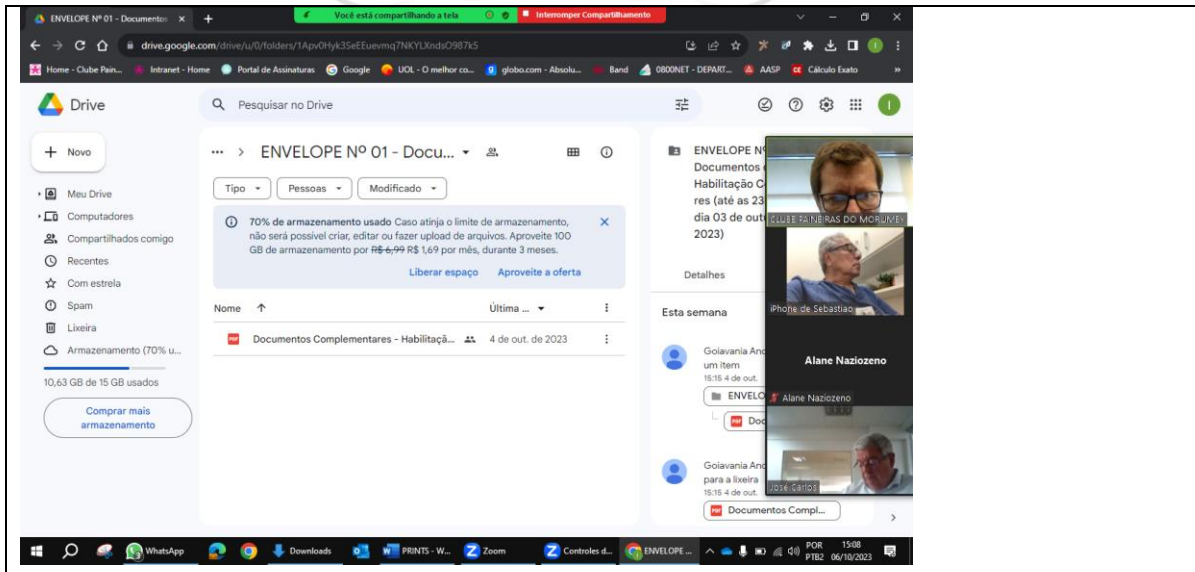 ENVELOPE Nº 01 - Documentos
Você está compartilhando a tela
Interromper Compartilhamento
drive.google.com/drive/u/0/folders/1Apv0Hyk3SeEEuevmq7NKYLXndsO987k5
Home - Clube Pain...
Intranet - Home
Portal de Assinaturas
Google
UOL - O melhor co...
globo.com - Absolu...
Band
0800NET - DEPART...
AASP
Cálculo Exato
»
Drive
Pesquisar no Drive
I
Novo
Meu Drive
Computadores
Compartilhados comigo
Recentes
Com estrela
Spam
Lixeira
Armazenamento (70% u...
10,63 GB de 15 GB usados
Comprar mais
armazenamento
... > ENVELOPE Nº 01 - Docu...
Tipo
Pessoas
Modificado
70% de armazenamento usado Caso atinja o limite de armazenamento,
não será possível criar, editar ou fazer upload de arquivos. Aproveite 100
GB de armazenamento por R$ 6,99 R$ 1,69 por mês, durante 3 meses.
Liberar espaço
Aproveite a oferta
Nome
Última ...
PDF
Documentos Complementares - Habilitaçã...
4 de out. de 2023
ENVELOPE Nº
Documentos
Habilitação C
res (até as 23
dia 03 de out
2023)
Detalhes
Esta semana
Goiavania And
um item
15:15 4 de out.
ENVELO
PDF
Doc
Goiavania And
para a lixeira
15:15 4 de out.
PDF
Documentos Compl...
CLUBE PAINEIRAS DO MORUMBY
iPhone de Sebastiao
Alane Naziozeno
Alane Naziozeno
José Carlos
WhatsApp
Downloads
PRINTS - W...
Zoom
Controles d...
ENVELOPE ...
POR
PTB2
15:08
06/10/2023